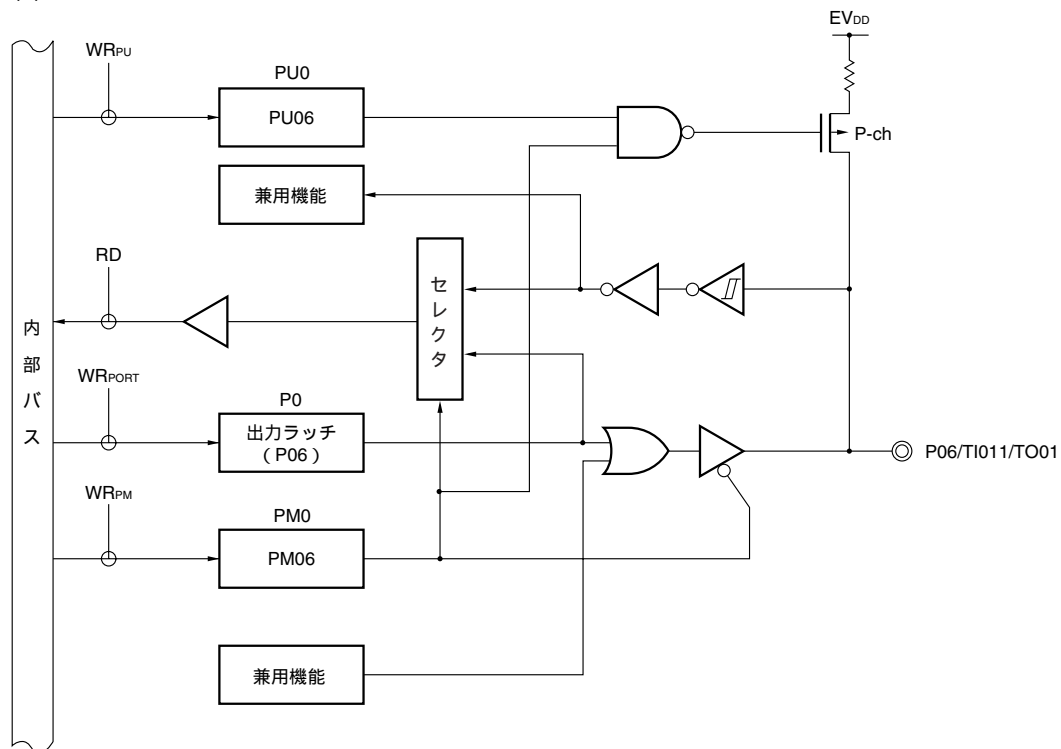 EVDD
WRPU
PU0
PU06
P-ch
兼用機能
RD
セレクタ
内部バス
WRPORT
P0
出力ラッチ
（P06）
P06/TI011/TO01
WRPM
PM0
PM06
兼用機能